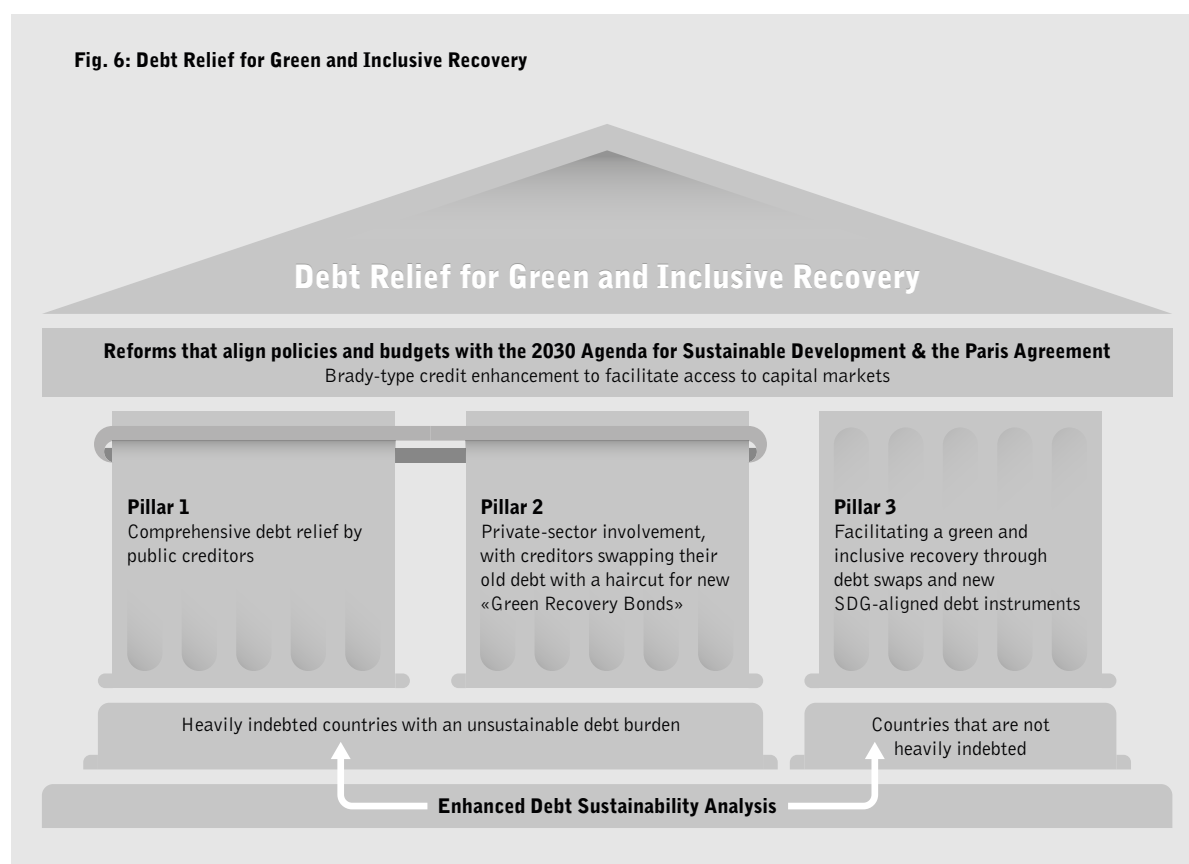 Fig. 6: Debt Relief for Green and Inclusive Recovery
Debt Relief for Green and Inclusive Recovery
Reforms that align policies and budgets with the 2030 Agenda for Sustainable Development & the Paris Agreement
Brady-type credit enhancement to facilitate access to capital markets
Pillar 1
Comprehensive debt relief by
public creditors
Pillar 2
Private-sector involvement,
with creditors swapping their
old debt with a haircut for new
«Green Recovery Bonds»
Pillar 3
Facilitating a green and
inclusive recovery through
debt swaps and new
SDG-aligned debt instruments
Heavily indebted countries with an unsustainable debt burden
Countries that are not
heavily indebted
Enhanced Debt Sustainability Analysis